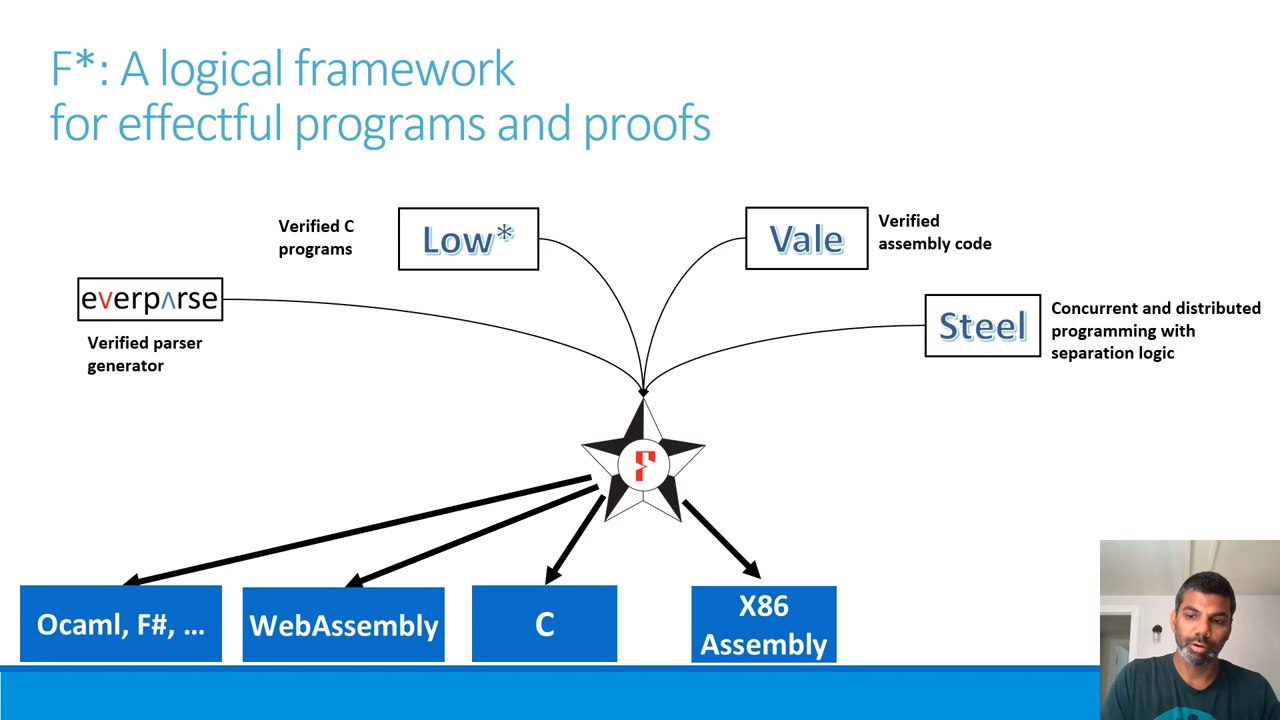 F*: A logical framework
for effectful programs and proofs
Verified C
programs
Low*
Vale
Verified
assembly code
everpʌrse
Verified parser
generator
Steel
Concurrent and distributed
programming with
separation logic
F
Ocaml, F#, ...
WebAssembly
C
X86
Assembly